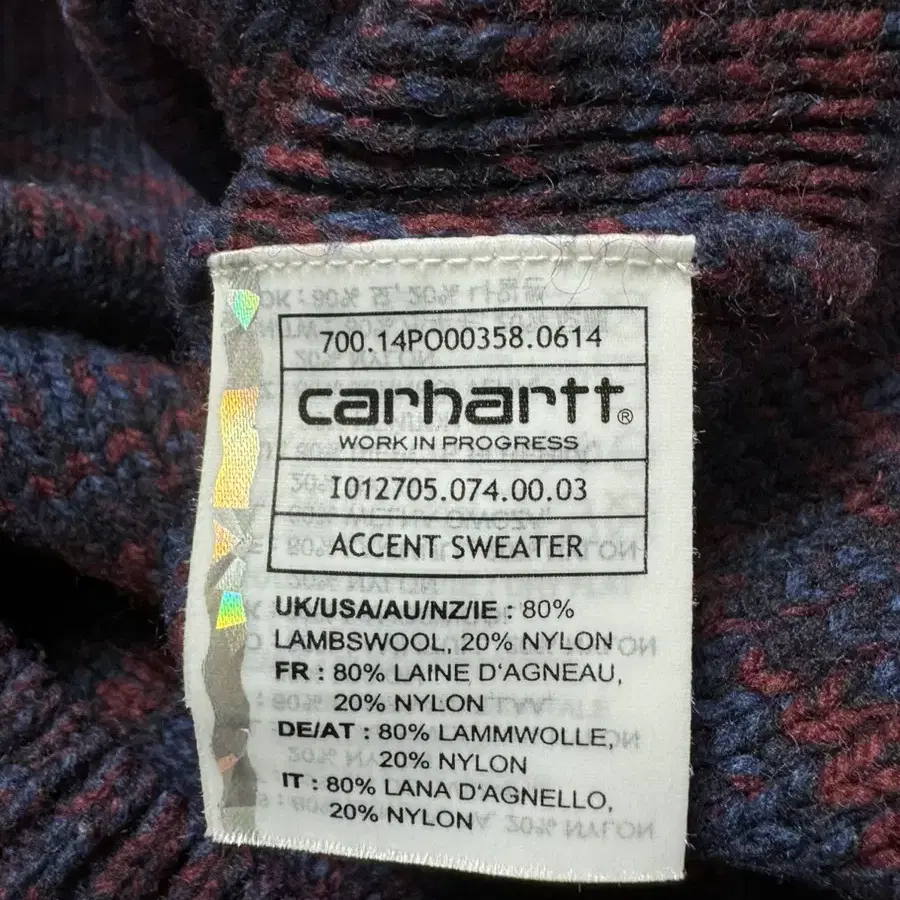 700.14PO00358.0614
carhartt®
WORK IN PROGRESS
I012705.074.00.03
ACCENT SWEATER
UK/USA/AU/NZ/IE : 80%
LAMBSWOOL, 20% NYLON
FR : 80% LAINE D'AGNEAU,
20% NYLON
DE/AT : 80% LAMMWOLLE,
20% NYLON
IT : 80% LANA D'AGNELLO,
20% NYLON